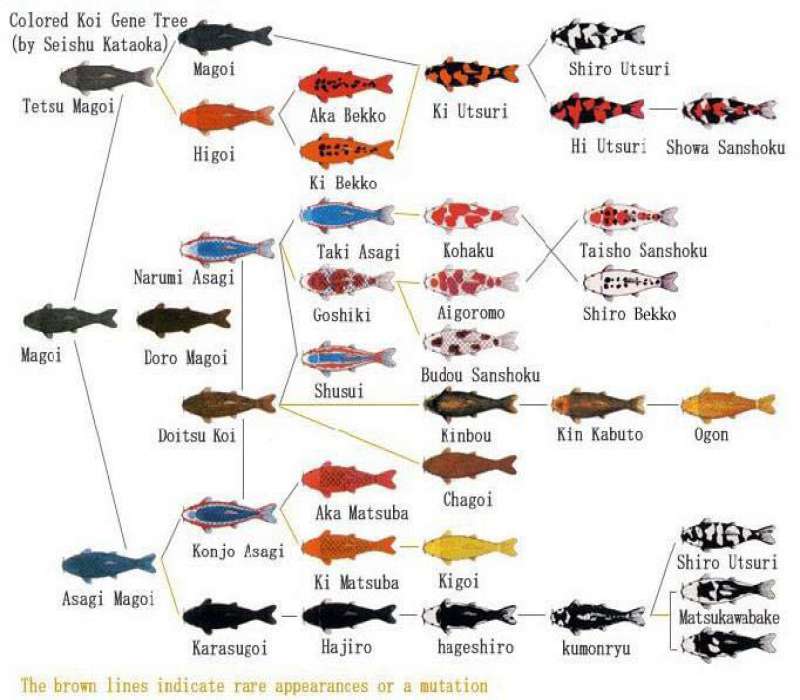 Colored Koi Gene Tree
(by Seishu Kataoka)
Magoi
Shiro Utsuri
Tetsu Magoi
Aka Bekko
Ki Utsuri
Higoi
Hi Utsuri
Showa Sanshoku
Ki Bekko
Taki Asagi
Kohaku
Taisho Sanshoku
Narumi Asagi
Goshiki
Aigoromo
Shiro Bekko
Magoi
Doro Magoi
Shusui
Budou Sanshoku
Doitsu Koi
Kinbou
Kin Kabuto
Ogon
Chagoi
Aka Matsuba
Konjo Asagi
Shiro Utsuri
Ki Matsuba
Kigoi
Asagi Magoi
Matsukawabake
Karasugoi
Hajiro
hageshiro
kumonryu
The brown lines indicate rare appearances or a mutation